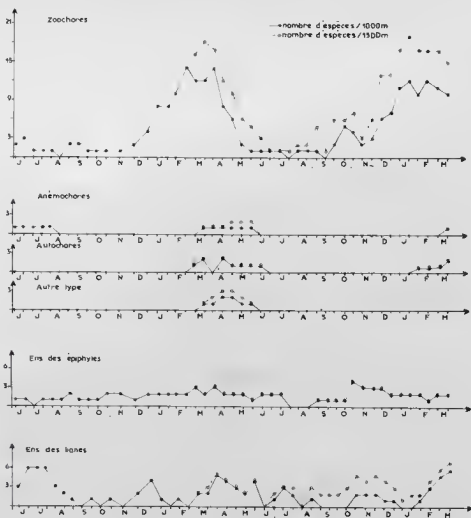 Zoochores
nombre d'espèces / 1000m
nombre d'espèces / 1500m
21
15
9
3
J J A S O N D J F M A M J J A S O N D J F M
Anémochores
3
J J A S O N D J F M A M J J A S O N D J F M
Autochores
3
J J A S O N D J F M A M J J A S O N D J F M
Autre type
3
J J A S O N D J F M A M J J A S O N D J F M
Ens des épiphytes
6
3
J J A S O N D J F M A M J J A S O N D J F M
Ens des lianes
6
3
J J A S O N D J F M A M J J A S O N D J F M